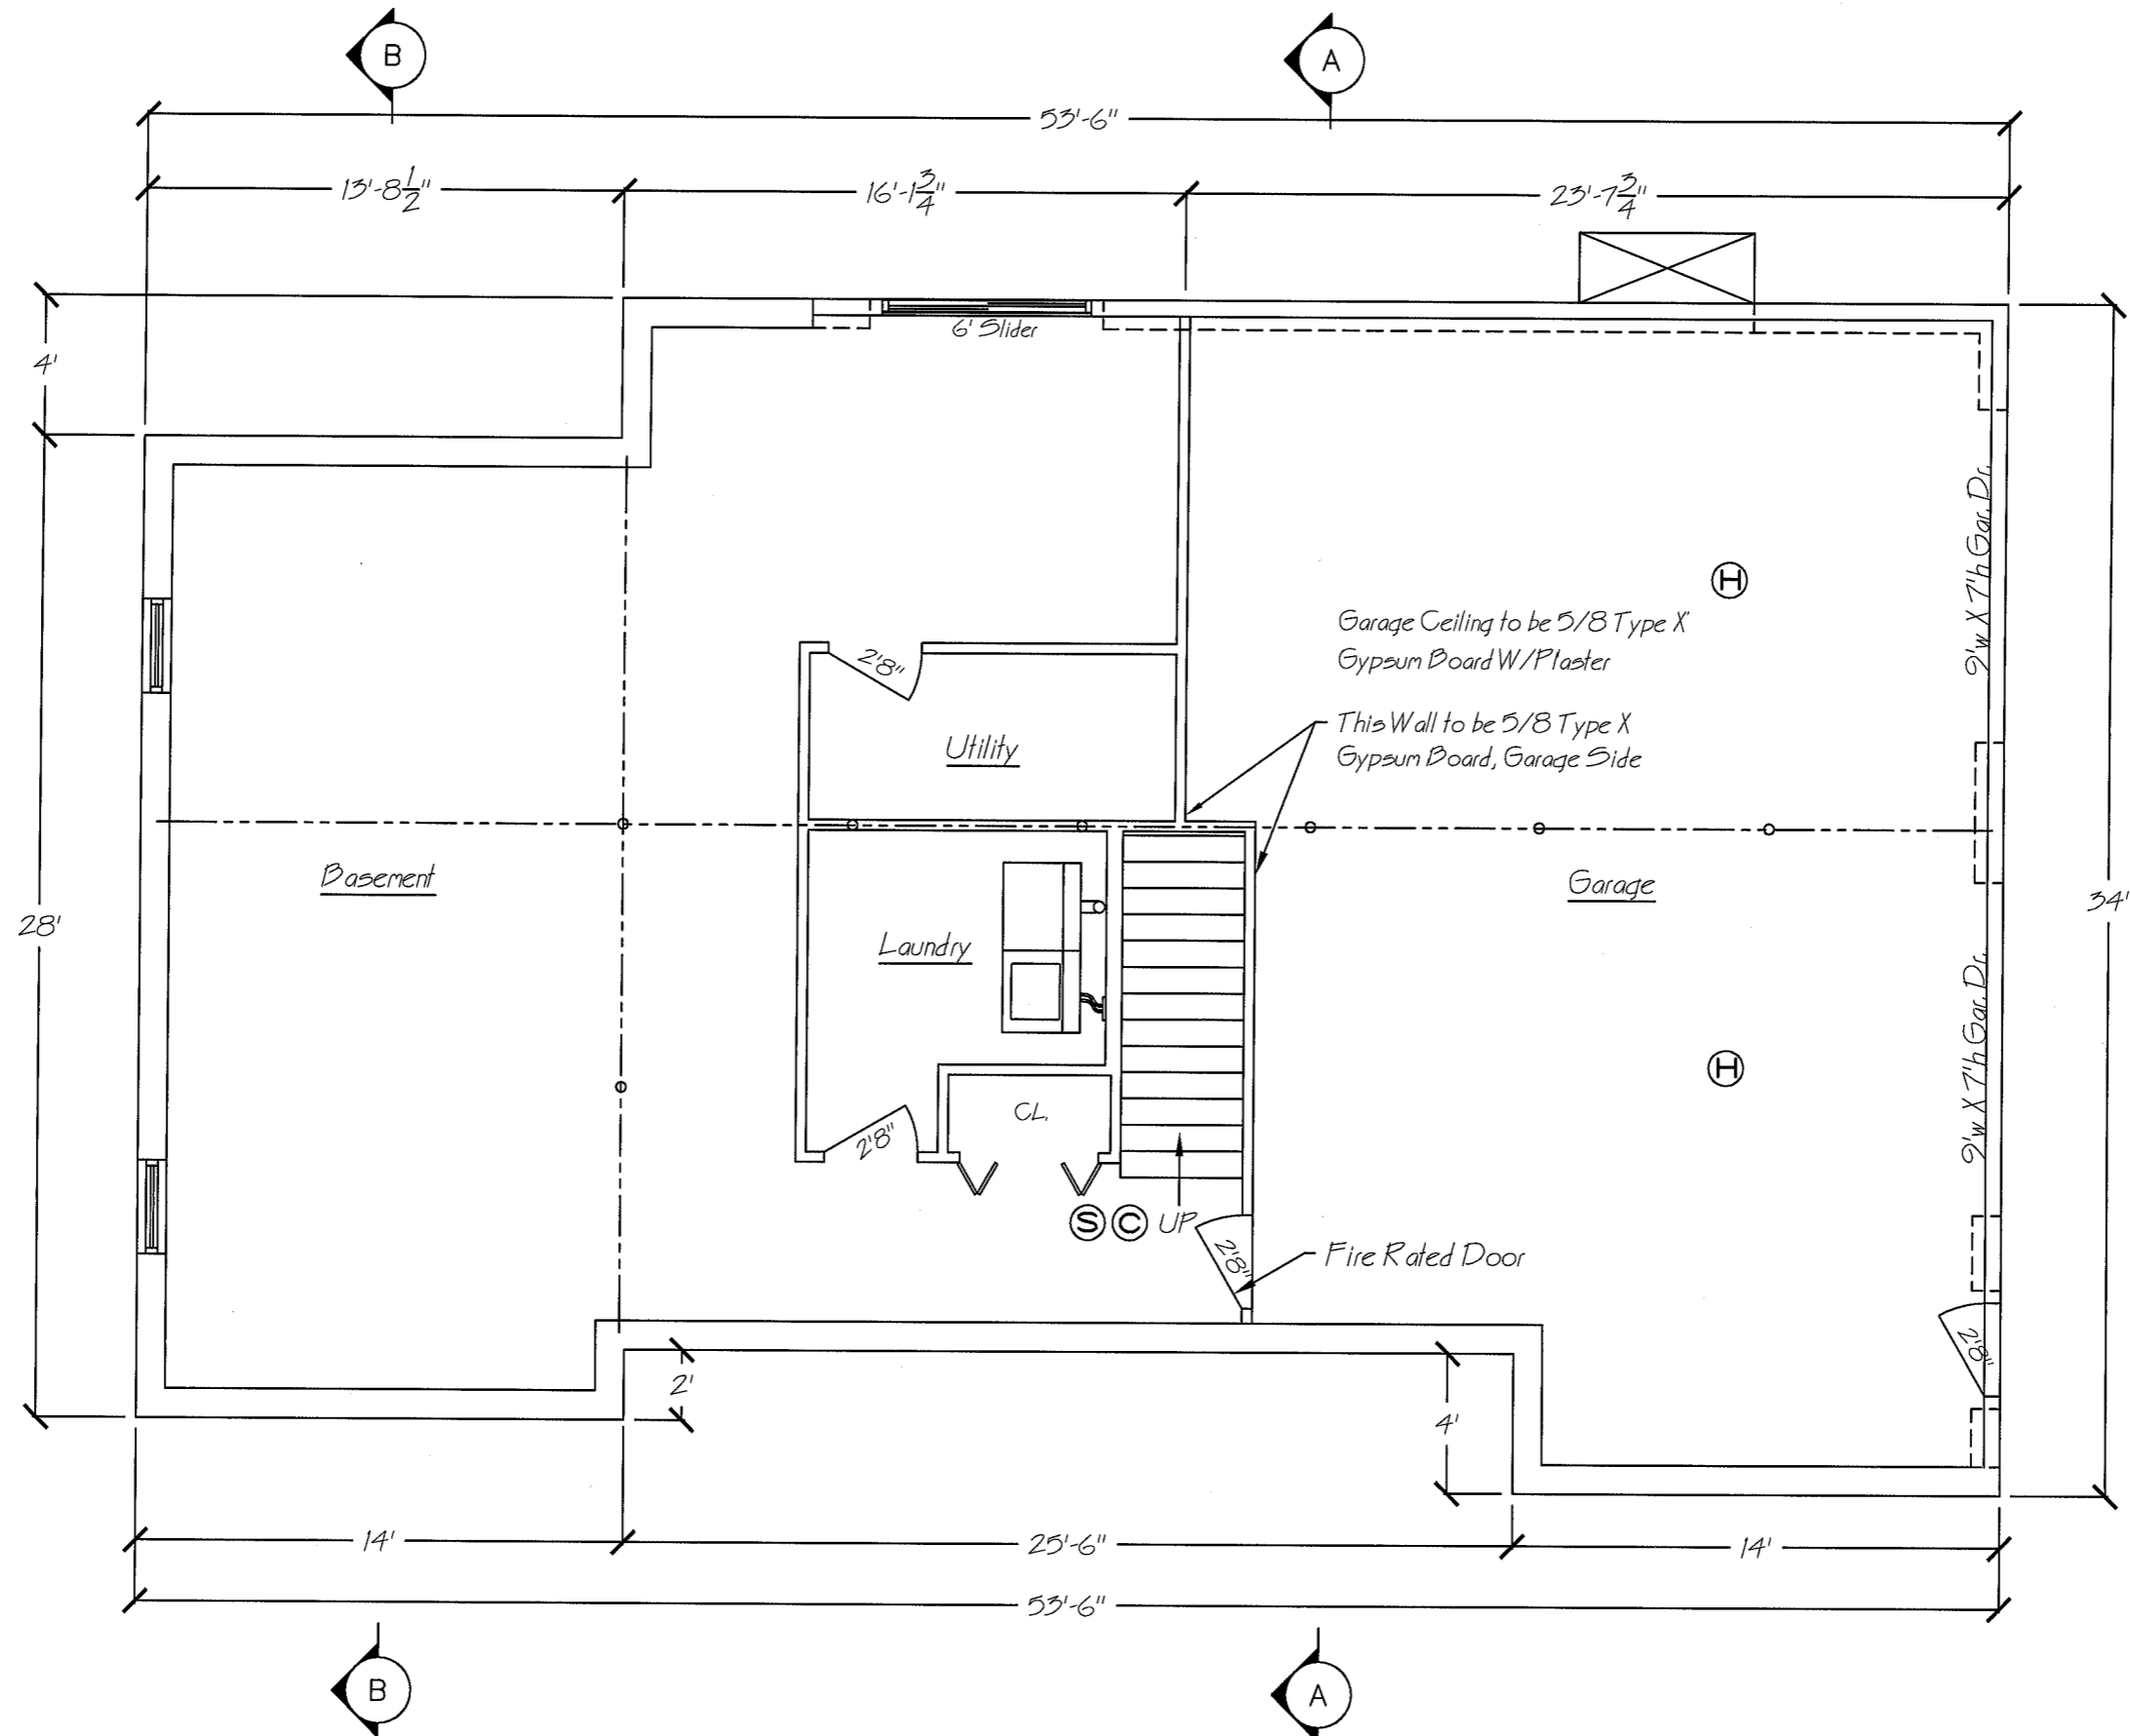 B
A
53'-6"
13'-8 1/2"
16'-1 3/4"
23'-7 3/4"
4'
6' Slider
9'w X 7'h Gar. Dr.
Garage Ceiling to be 5/8 Type X
Gypsum Board W/Plaster
H
2'8"
This Wall to be 5/8 Type X
Gypsum Board, Garage Side
Utility
Basement
Garage
28'
34'
Laundry
9'w X 7'h Gar. Dr.
H
CL.
2'8"
S
C
UP
2'8"
Fire Rated Door
2'8"
2'
4'
14'
25'-6"
14'
53'-6"
B
A